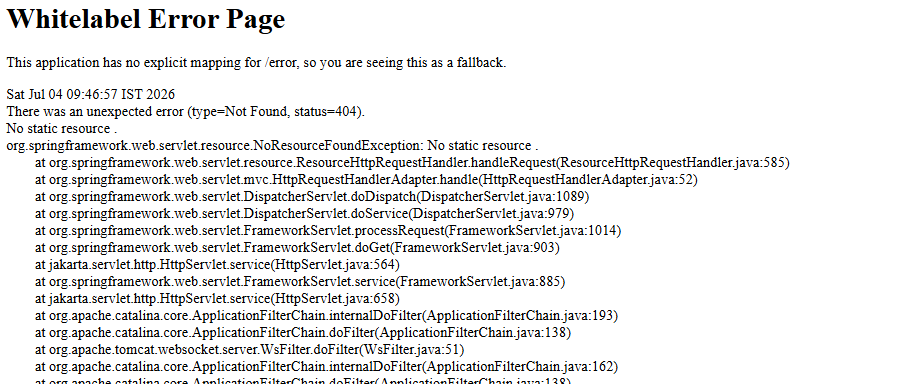 Whitelabel Error Page
This application has no explicit mapping for /error, so you are seeing this as a fallback.
Sat Jul 04 09:46:57 IST 2026
There was an unexpected error (type=Not Found, status=404).
No static resource .
org.springframework.web.servlet.resource.NoResourceFoundException: No static resource .
at org.springframework.web.servlet.resource.ResourceHttpRequestHandler.handleRequest(ResourceHttpRequestHandler.java:585)
at org.springframework.web.servlet.mvc.HttpRequestHandlerAdapter.handle(HttpRequestHandlerAdapter.java:52)
at org.springframework.web.servlet.DispatcherServlet.doDispatch(DispatcherServlet.java:1089)
at org.springframework.web.servlet.DispatcherServlet.doService(DispatcherServlet.java:979)
at org.springframework.web.servlet.FrameworkServlet.processRequest(FrameworkServlet.java:1014)
at org.springframework.web.servlet.FrameworkServlet.doGet(FrameworkServlet.java:903)
at jakarta.servlet.http.HttpServlet.service(HttpServlet.java:564)
at org.springframework.web.servlet.FrameworkServlet.service(FrameworkServlet.java:885)
at jakarta.servlet.http.HttpServlet.service(HttpServlet.java:658)
at org.apache.catalina.core.ApplicationFilterChain.internalDoFilter(ApplicationFilterChain.java:193)
at org.apache.catalina.core.ApplicationFilterChain.doFilter(ApplicationFilterChain.java:138)
at org.apache.tomcat.websocket.server.WsFilter.doFilter(WsFilter.java:51)
at org.apache.catalina.core.ApplicationFilterChain.internalDoFilter(ApplicationFilterChain.java:162)
at org.apache.catalina.core.ApplicationFilterChain.doFilter(ApplicationFilterChain.java:138)